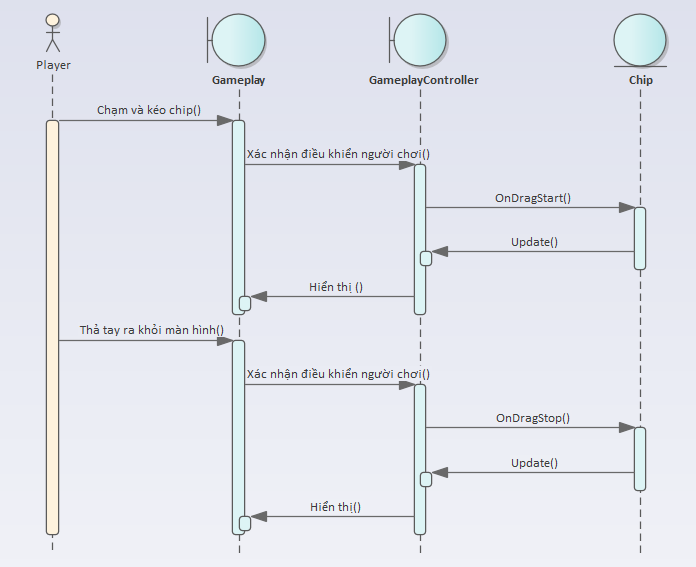 Player
Gameplay
GameplayController
Chip
Chạm và kéo chip()
Xác nhận điều khiển người chơi()
OnDragStart()
Update()
Hiển thị ()
Thả tay ra khỏi màn hình()
Xác nhận điều khiển người chơi()
OnDragStop()
Update()
Hiển thị()